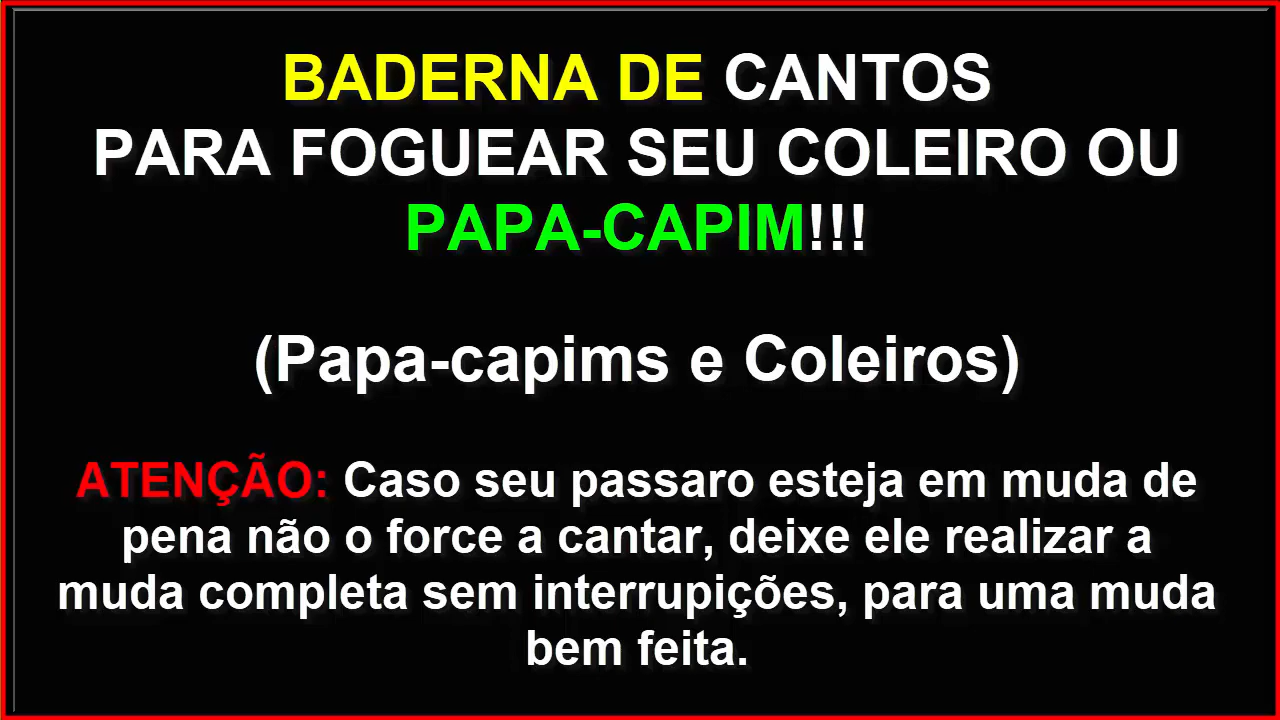 BADERNA DE CANTOS
PARA FOGUEAR SEU COLEIRO OU
PAPA-CAPIM!!!
(Papa-capims e Coleiros)
ATENÇÃO: Caso seu passaro esteja em muda de
pena não o force a cantar, deixe ele realizar a
muda completa sem interrupições, para uma muda
bem feita.